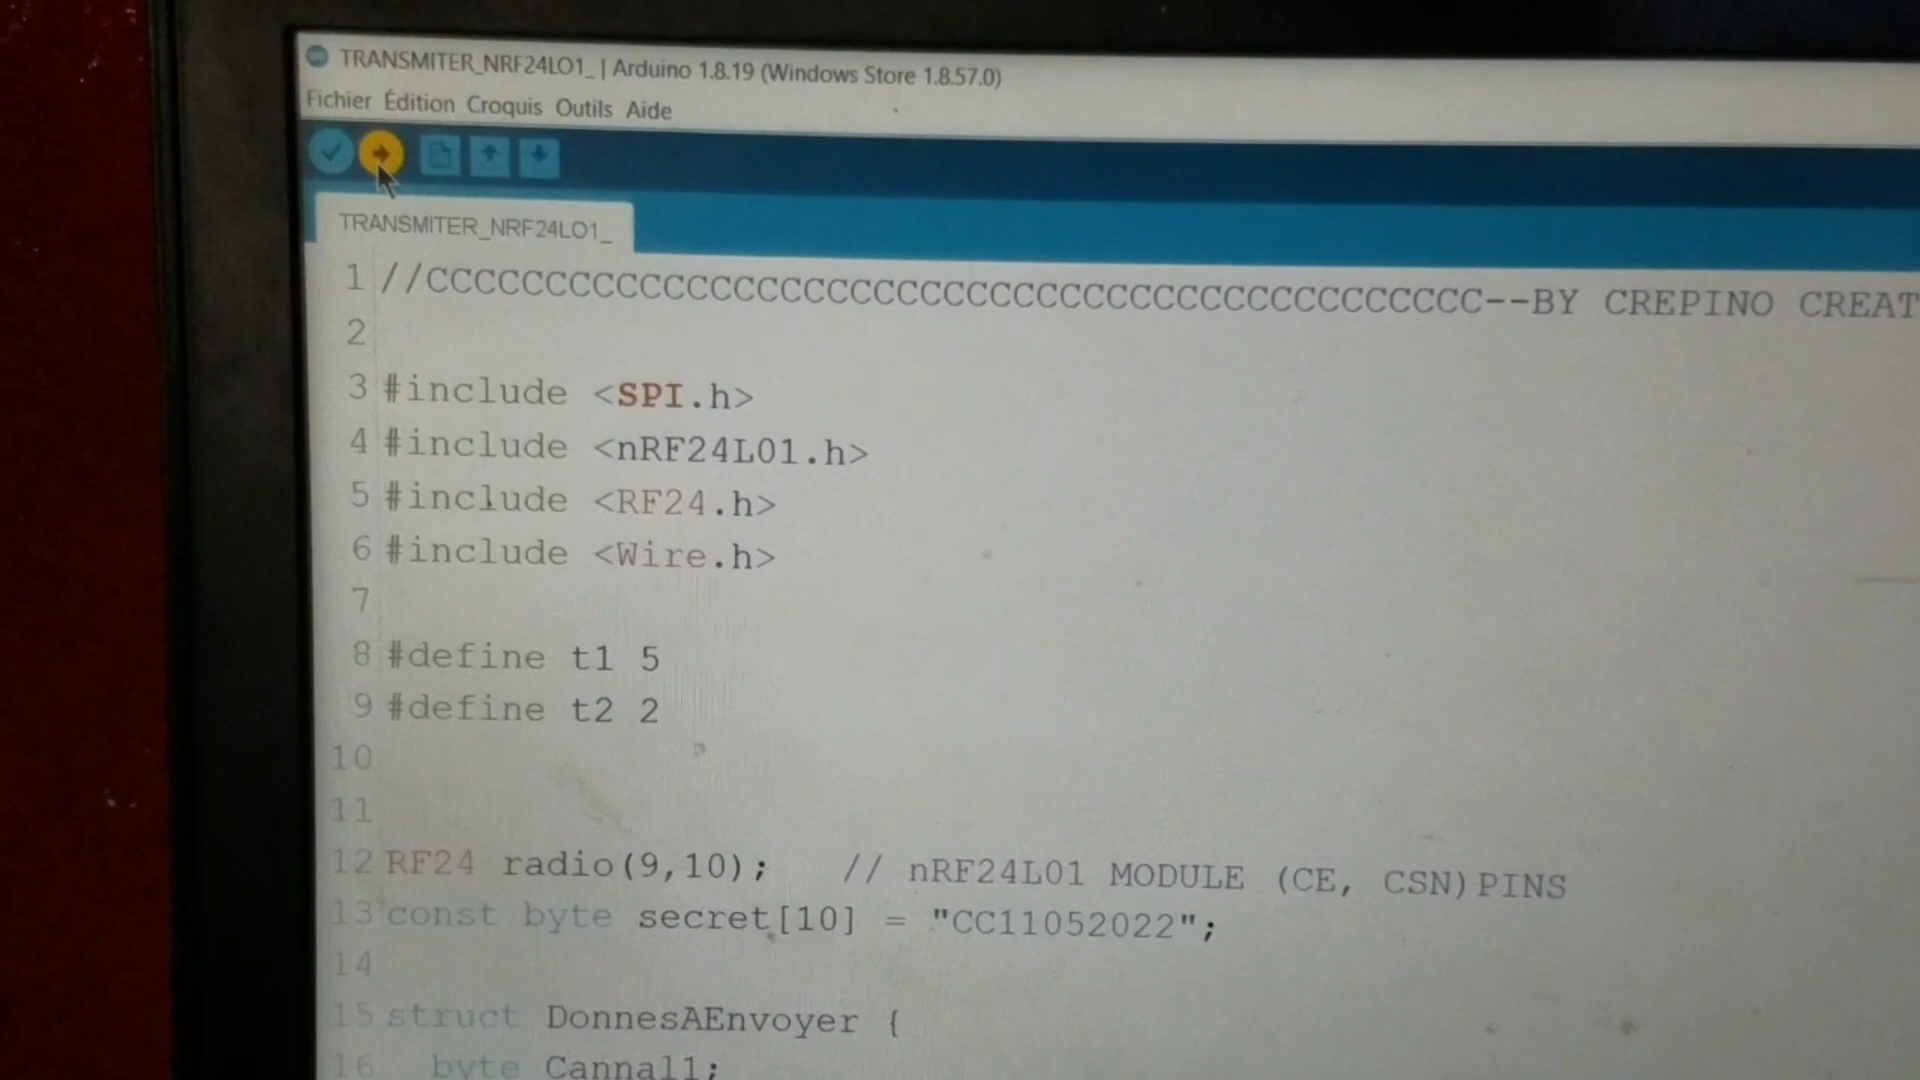 TRANSMITER_NRF24LO1_ | Arduino 1.8.19 (Windows Store 1.8.57.0)
Fichier Édition Croquis Outils Aide
TRANSMITER_NRF24LO1_
1 //CCCCCCCCCCCCCCCCCCCCCCCCCCCCCCCCCCCCCCCCCCCCC--BY CREPINO CREAT
2
3 #include <SPI.h>
4 #include <nRF24L01.h>
5 #include <RF24.h>
6 #include <Wire.h>
7
8 #define t1 5
9 #define t2 2
10
11
12 RF24 radio(9,10); // nRF24L01 MODULE (CE, CSN)PINS
13 const byte secret[10] = "CC11052022";
14
15 struct DonnesAEnvoyer {
16 byte Cannal1;